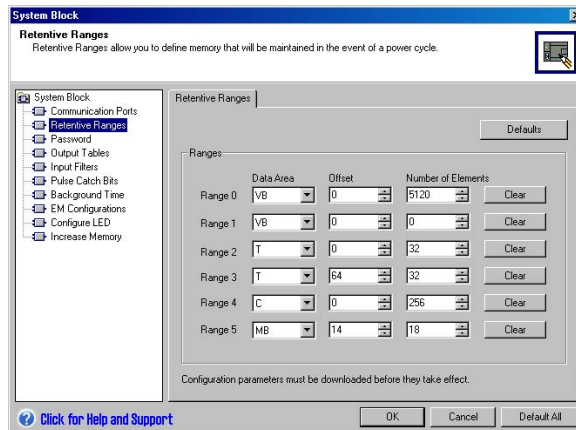 System Block
Retentive Ranges
Retentive Ranges allow you to define memory that will be maintained in the event of a power cycle.
System Block
Communication Ports
Retentive Ranges
Password
Output Tables
Input Filters
Pulse Catch Bits
Background Time
EM Configurations
Configure LED
Increase Memory
Retentive Ranges
Defaults
Ranges
Data Area Offset Number of Elements
Range 0 VB 0 5120 Clear
Range 1 VB 0 0 Clear
Range 2 T 0 32 Clear
Range 3 T 64 32 Clear
Range 4 C 0 256 Clear
Range 5 MB 14 18 Clear
Configuration parameters must be downloaded before they take effect.
Click for Help and Support
OK Cancel Default All